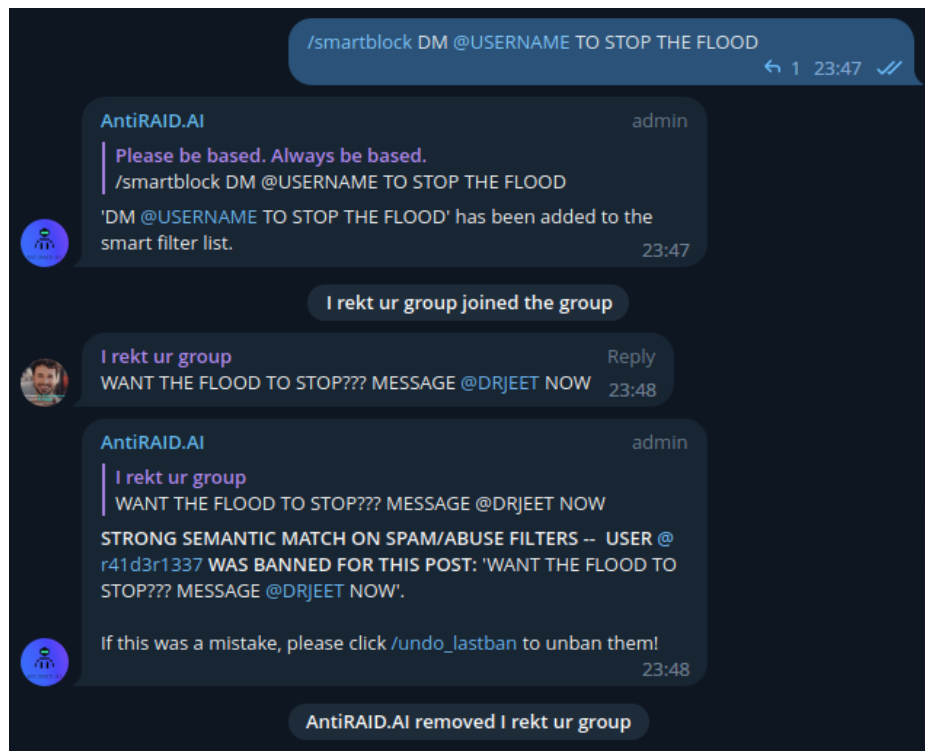 /smartblock DM @USERNAME TO STOP THE FLOOD
1 23:47
AntiRAID.AI admin
Please be based. Always be based.
/smartblock DM @USERNAME TO STOP THE FLOOD
'DM @USERNAME TO STOP THE FLOOD' has been added to the
smart filter list.
23:47
I rekt ur group joined the group
I rekt ur group Reply
WANT THE FLOOD TO STOP??? MESSAGE @DRJEET NOW
23:48
AntiRAID.AI admin
I rekt ur group
WANT THE FLOOD TO STOP??? MESSAGE @DRJEET NOW
STRONG SEMANTIC MATCH ON SPAM/ABUSE FILTERS -- USER @
r41d3r1337 WAS BANNED FOR THIS POST: 'WANT THE FLOOD TO
STOP??? MESSAGE @DRJEET NOW'.
If this was a mistake, please click /undo_lastban to unban them!
23:48
AntiRAID.AI removed I rekt ur group